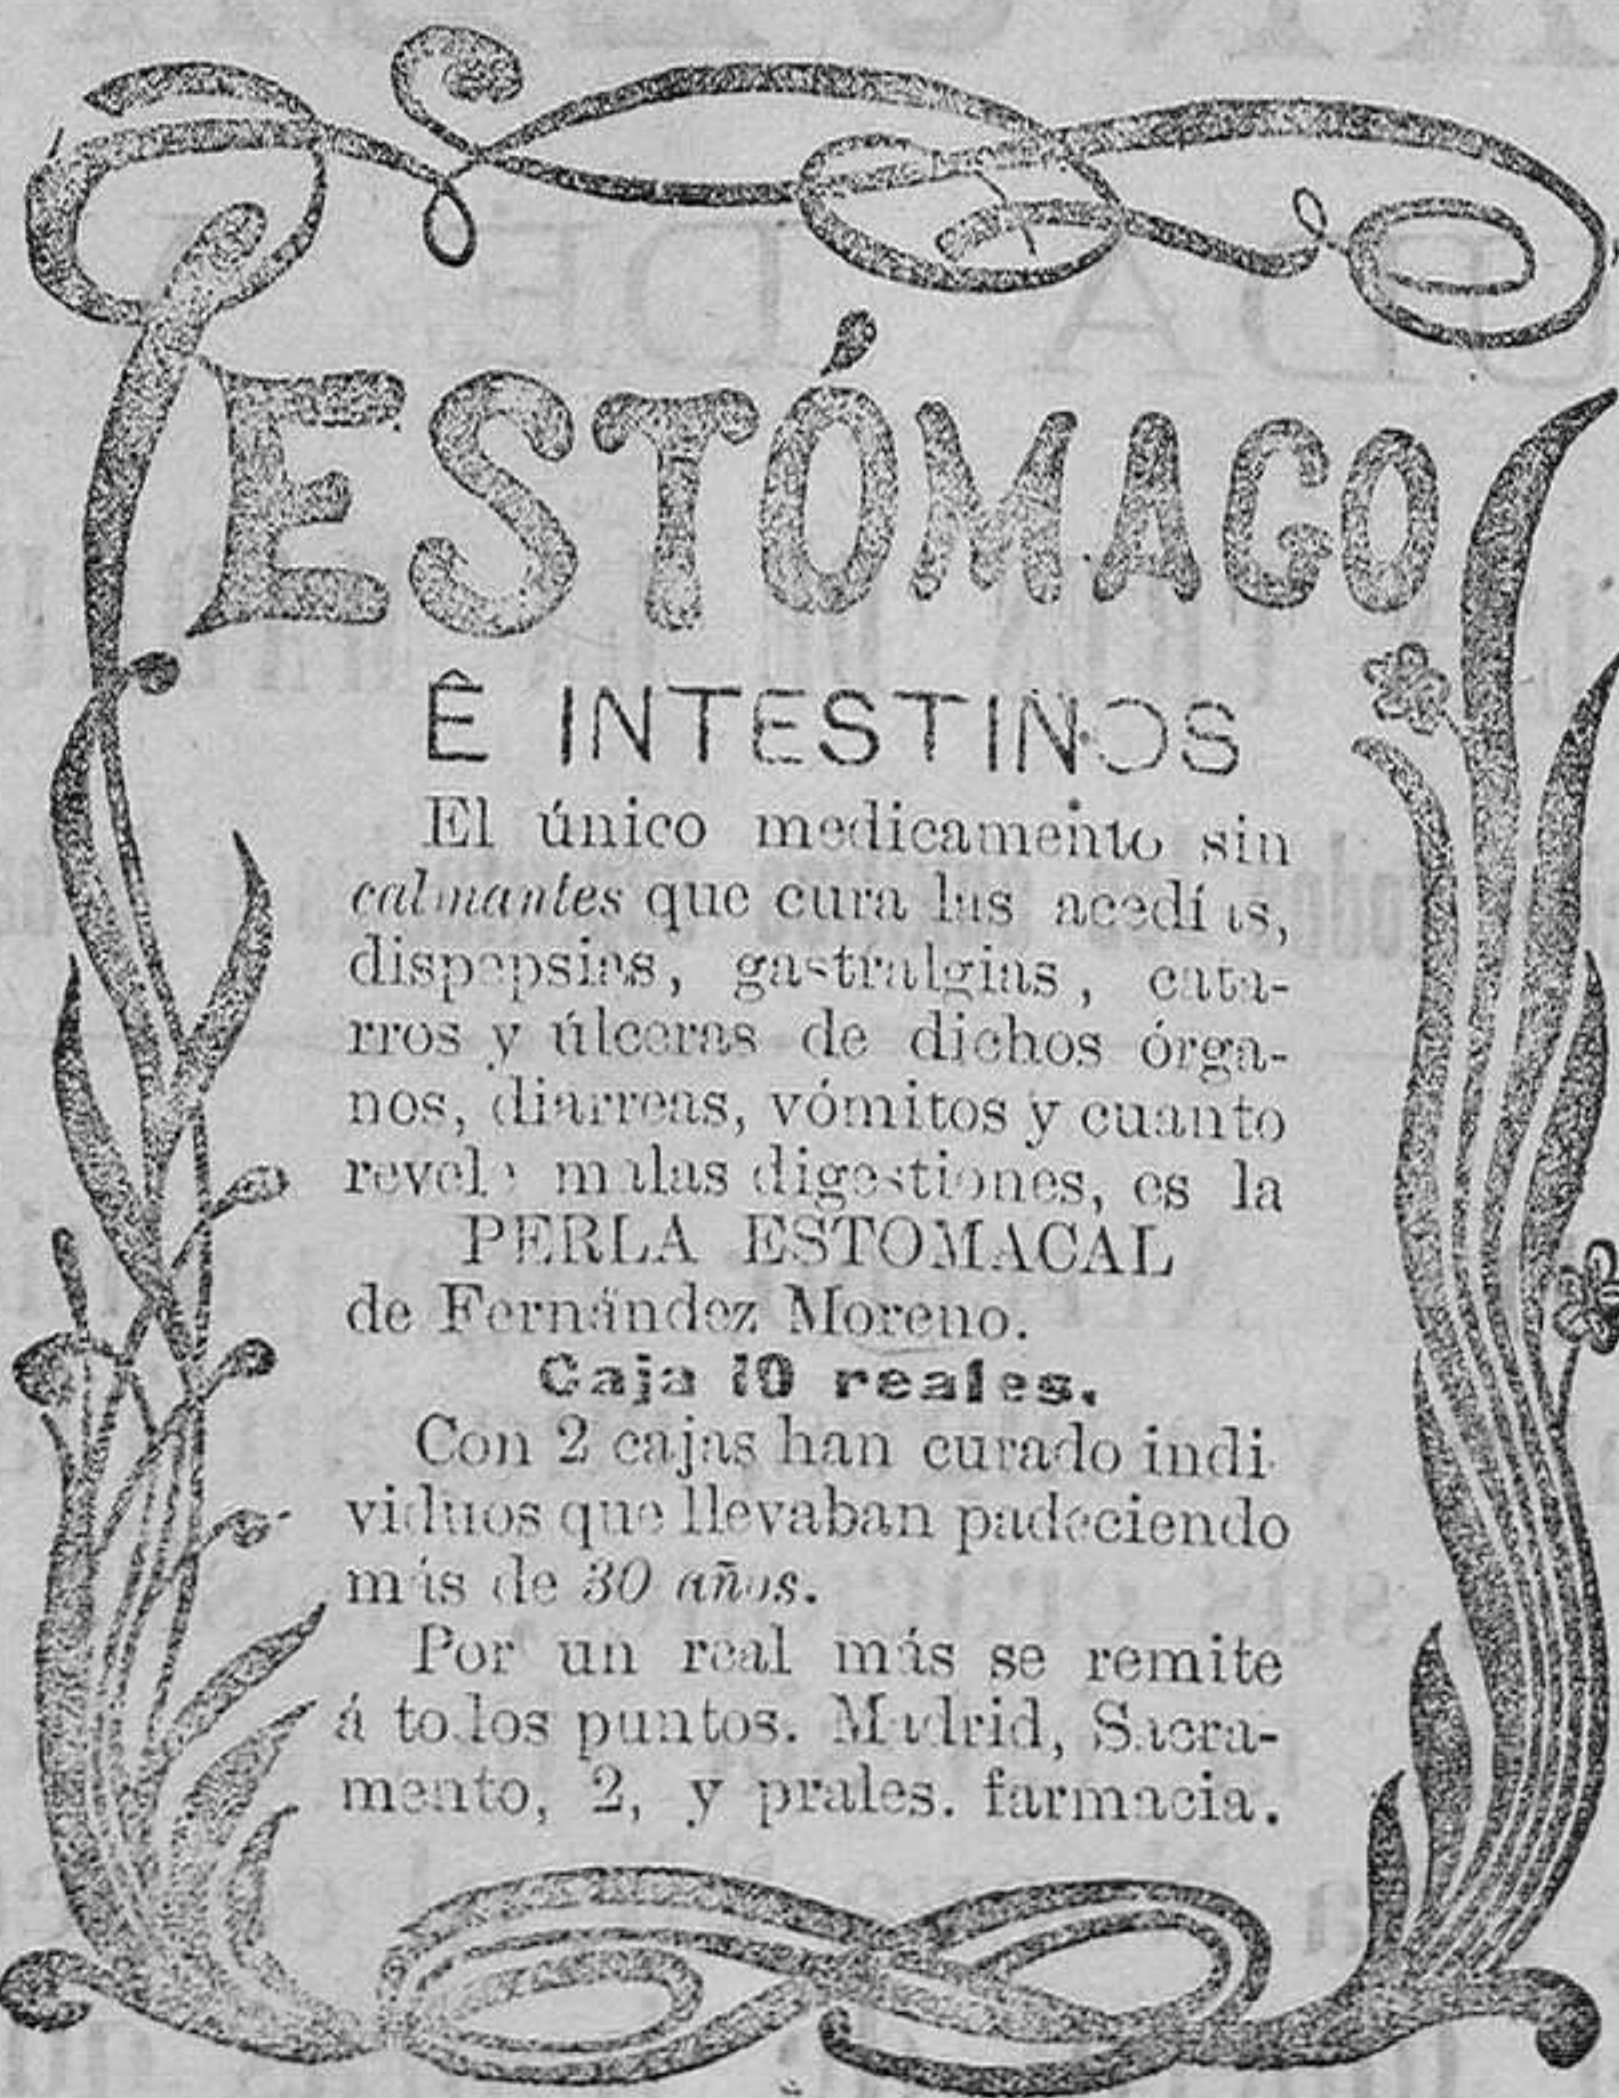 ESTÓMAGO
Ê INTESTINOS
El único medicamento sin
calmantes que cura las acedías,
dispepsias, gastralgias, cata-
rros y úlceras de dichos órga-
nos, diarreas, vómitos y cuanto
revele malas digestiones, es la
PERLA ESTOMACAL
de Fernández Moreno.
Caja 10 reales.
Con 2 cajas han curado indi-
viduos que llevaban padeciendo
más de 30 años.
Por un real más se remite
á todos puntos. Madrid, Sacra-
mento, 2, y prales. farmacia.